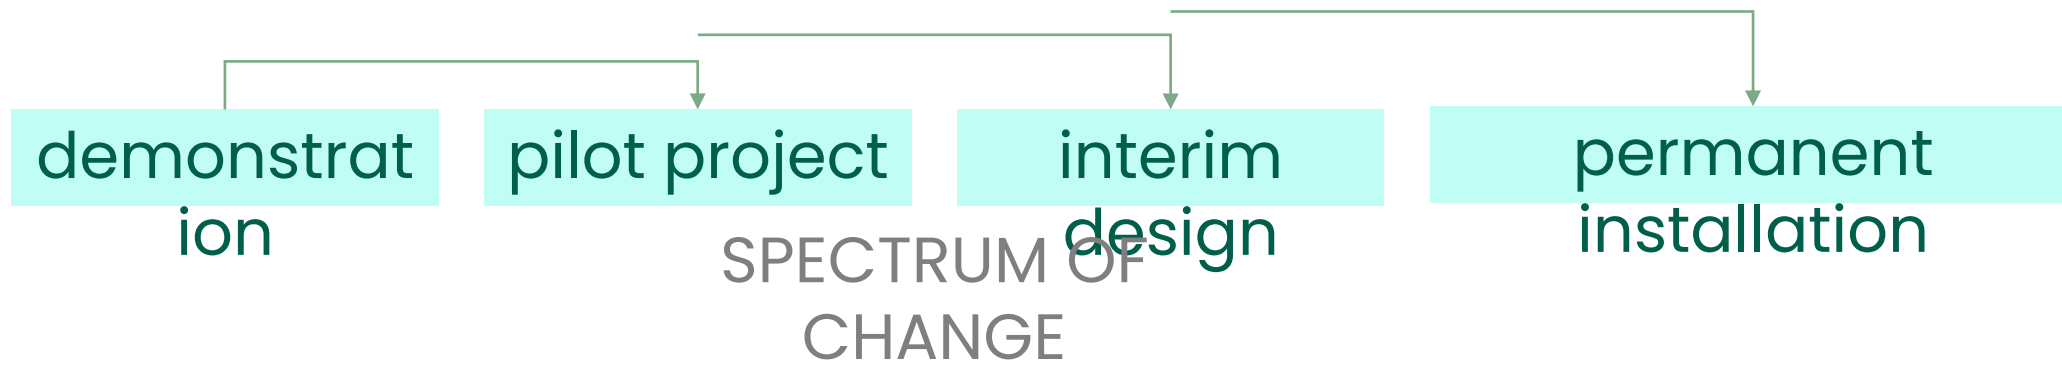 demonstrat
ion
pilot project
interim
design
permanent
installation
SPECTRUM OF
CHANGE